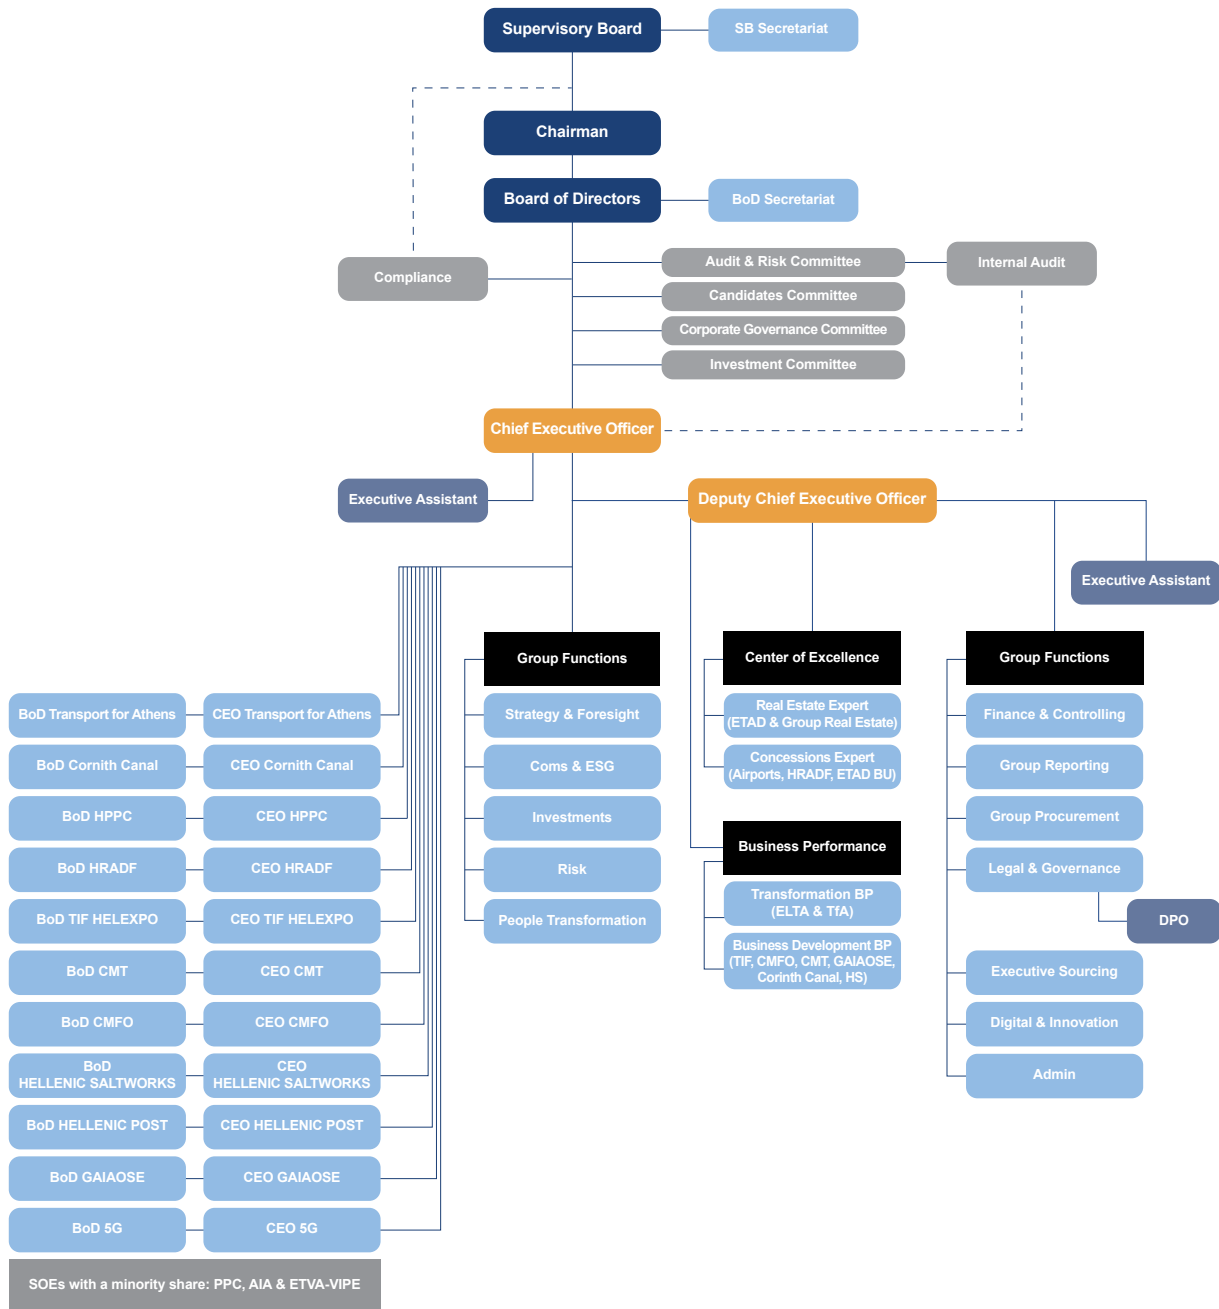 Supervisory Board
SB Secretariat
Chairman
Board of Directors
BoD Secretariat
Audit & Risk Committee
Internal Audit
Compliance
Candidates Committee
Corporate Governance Committee
Investment Committee
Chief Executive Officer
Executive Assistant
Deputy Chief Executive Officer
Executive Assistant
Group Functions
Strategy & Foresight
Coms & ESG
Investments
Risk
People Transformation
Center of Excellence
Real Estate Expert
(ETAD & Group Real Estate)
Concessions Expert
(Airports, HRADF, ETAD BU)
Business Performance
Transformation BP
(ELTA & TfA)
Business Development BP
(TIF, CMFO, CMT, GAIAOSE,
Corinth Canal, HS)
Group Functions
Finance & Controlling
Group Reporting
Group Procurement
Legal & Governance
DPO
Executive Sourcing
Digital & Innovation
Admin
BoD Transport for Athens
CEO Transport for Athens
BoD Cornith Canal
CEO Cornith Canal
BoD HPPC
CEO HPPC
BoD HRADF
CEO HRADF
BoD TIF HELEXPO
CEO TIF HELEXPO
BoD CMT
CEO CMT
BoD CMFO
CEO CMFO
BoD
HELLENIC SALTWORKS
CEO
HELLENIC SALTWORKS
BoD HELLENIC POST
CEO HELLENIC POST
BoD GAIAOSE
CEO GAIAOSE
BoD 5G
CEO 5G
SOEs with a minority share: PPC, AIA & ETVA-VIPE